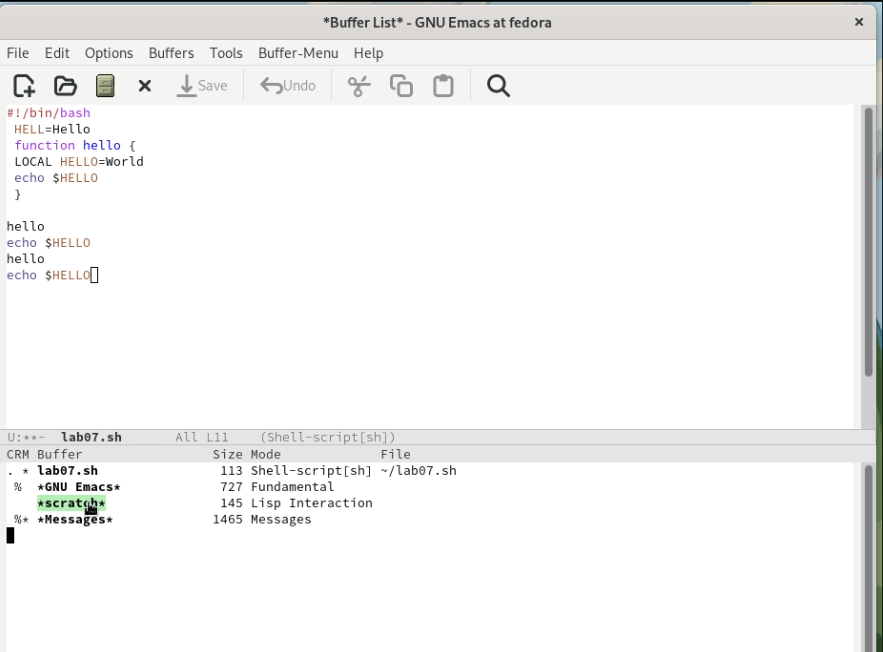 *Buffer List* - GNU Emacs at fedora
File Edit Options Buffers Tools Buffer-Menu Help
Save Undo
#!/bin/bash
HELL=Hello
function hello {
LOCAL HELLO=World
echo $HELLO
}
hello
echo $HELLO
hello
echo $HELLO
U:**- lab07.sh All L11 (Shell-script[sh])
CRM Buffer Size Mode File
. * lab07.sh 113 Shell-script[sh] ~/lab07.sh
% *GNU Emacs* 727 Fundamental
*scratch* 145 Lisp Interaction
%* *Messages* 1465 Messages